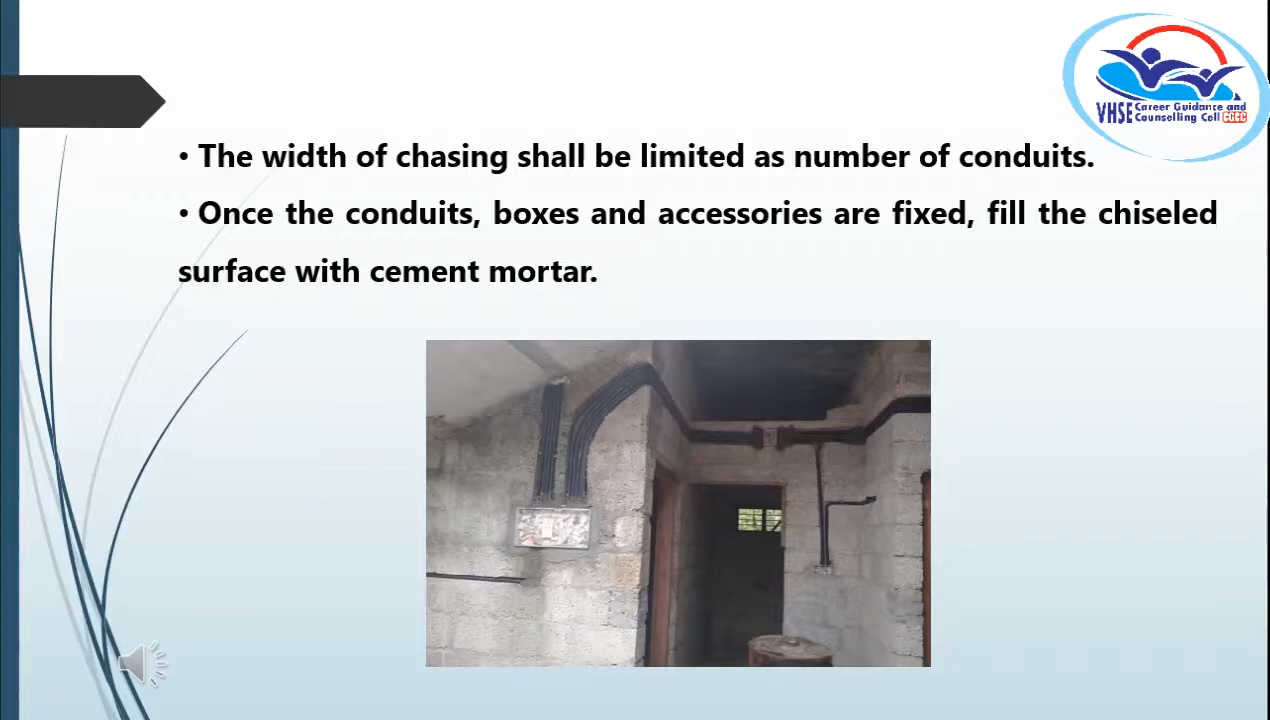 VHSE Career Guidance and
Counselling Cell CGCC
• The width of chasing shall be limited as number of conduits.
• Once the conduits, boxes and accessories are fixed, fill the chiseled
surface with cement mortar.